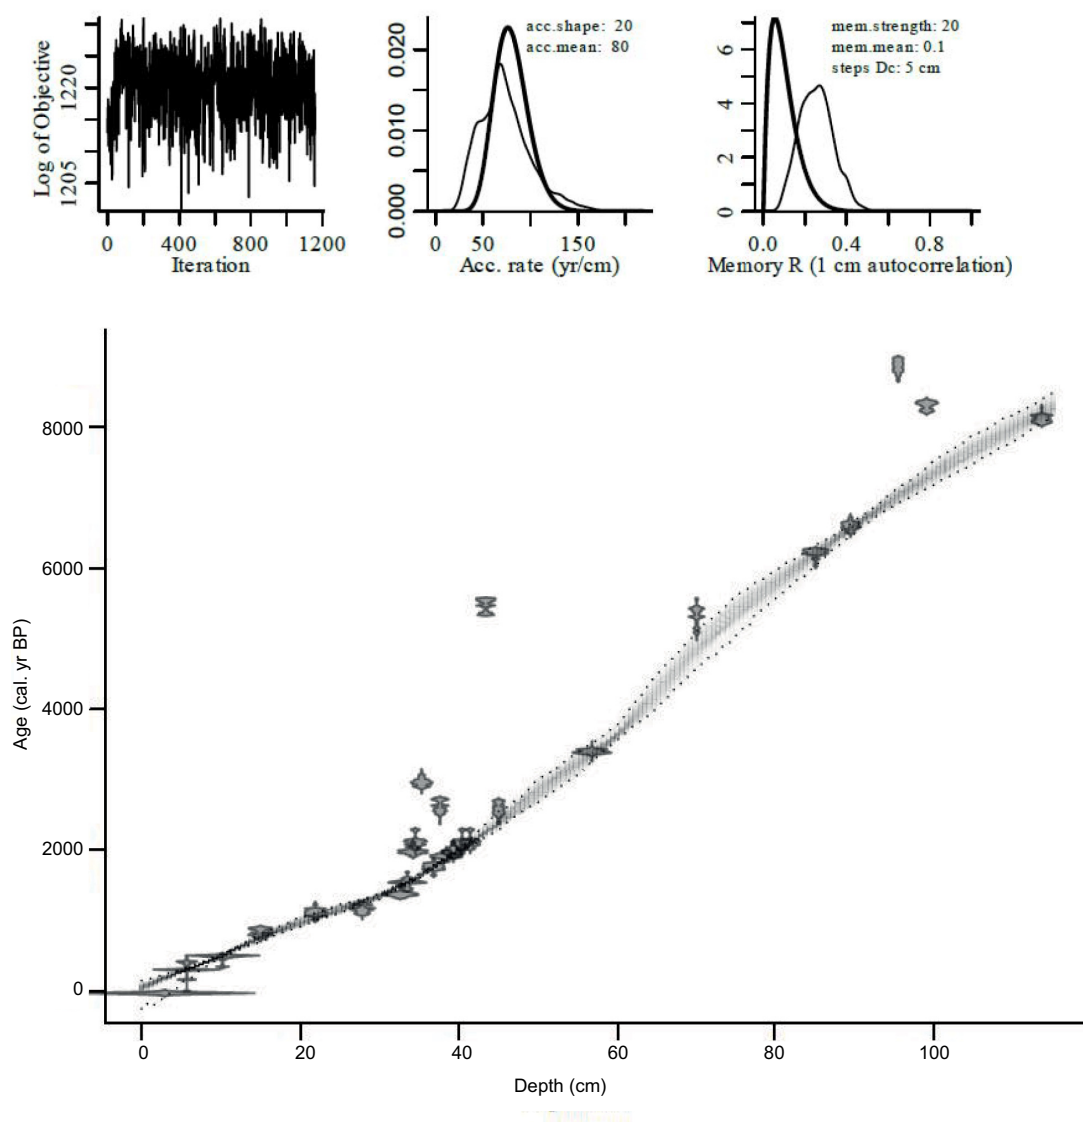 Log of Objective
1205
1220
0
400
800
1200
Iteration
acc.shape: 20
acc.mean: 80
0.000
0.010
0.020
0
50
150
Acc. rate (yr/cm)
mem.strength: 20
mem.mean: 0.1
steps Dc: 5 cm
0
2
4
6
0.0
0.4
0.8
Memory R (1 cm autocorrelation)
Age (cal. yr BP)
8000
6000
4000
2000
0
0
20
40
60
80
100
Depth (cm)